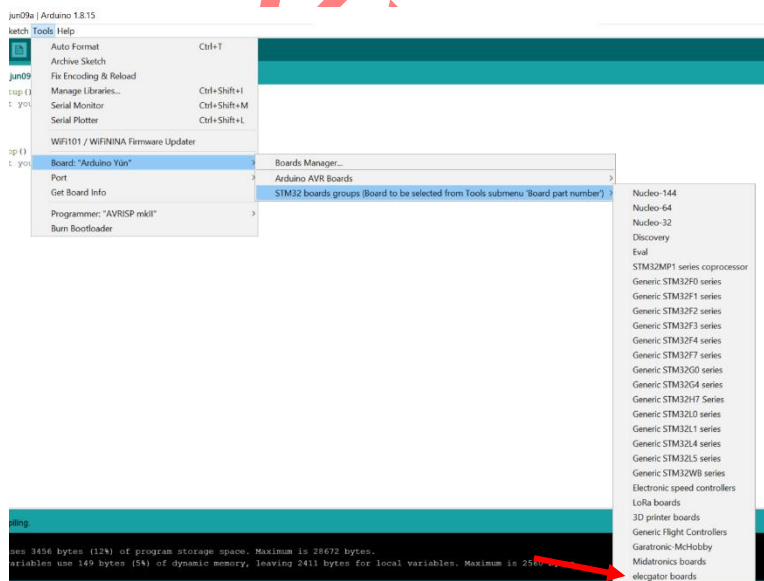 jun09a | Arduino 1.8.15
ketch Tools Help
Auto Format Ctrl+T
Archive Sketch
jun09
Fix Encoding & Reload
tup()
Manage Libraries... Ctrl+Shift+I
t you
Serial Monitor Ctrl+Shift+M
Serial Plotter Ctrl+Shift+L
WiFi101 / WiFiNINA Firmware Updater
op()
t you
Board: "Arduino Yún"
Boards Manager...
Port
Arduino AVR Boards
Get Board Info
STM32 boards groups (Board to be selected from Tools submenu 'Board part number')
Programmer: "AVRISP mkII"
Burn Bootloader
Nucleo-144
Nucleo-64
Nucleo-32
Discovery
Eval
STM32MP1 series coprocessor
Generic STM32F0 series
Generic STM32F1 series
Generic STM32F2 series
Generic STM32F3 series
Generic STM32F4 series
Generic STM32F7 series
Generic STM32G0 series
Generic STM32G4 series
Generic STM32H7 Series
Generic STM32L0 series
Generic STM32L1 series
Generic STM32L4 series
Generic STM32L5 series
Generic STM32WB series
Electronic speed controllers
LoRa boards
3D printer boards
Generic Flight Controllers
Garatronic-McHobby
Midatronics boards
elecgator boards
piling.
ses 3456 bytes (12%) of program storage space. Maximum is 28672 bytes.
ariables use 149 bytes (5%) of dynamic memory, leaving 2411 bytes for local variables. Maximum is 2560